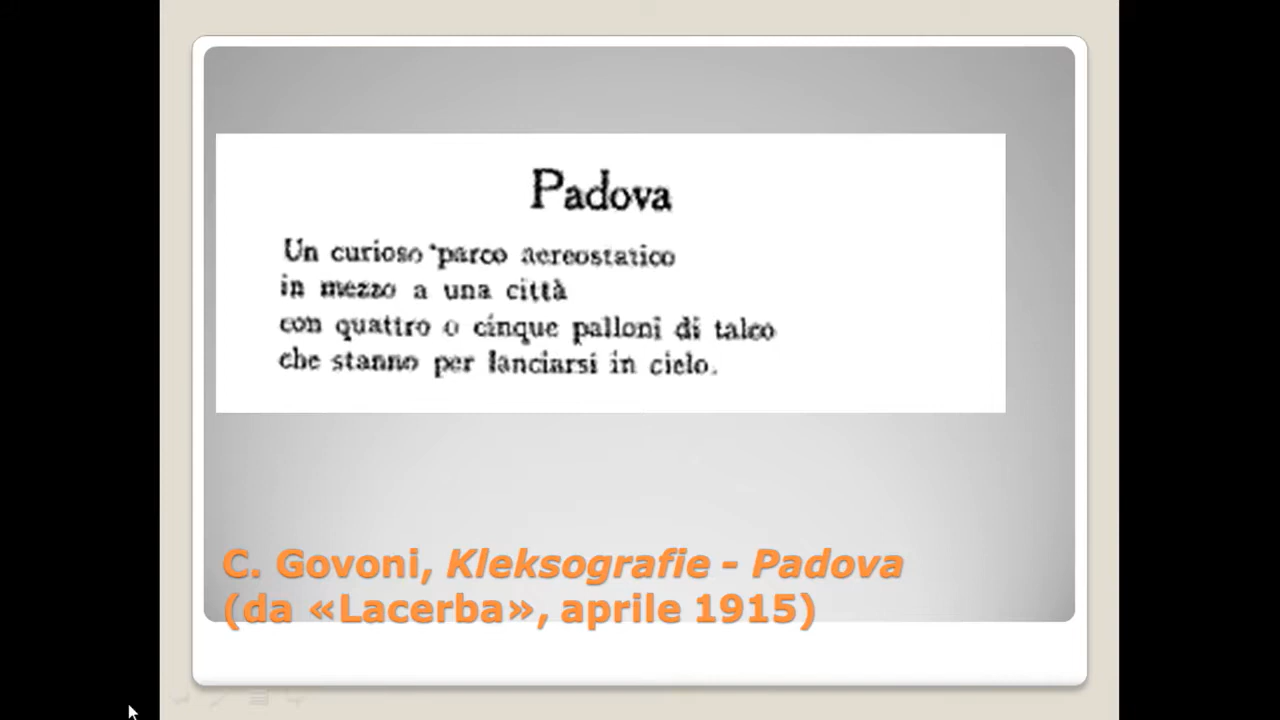 Padova
Un curioso parco aereostatico
in mezzo a una città
con quattro o cinque palloni di talco
che stanno per lanciarsi in cielo.
C. Govoni, Kleksografie - Padova
(da «Lacerba», aprile 1915)